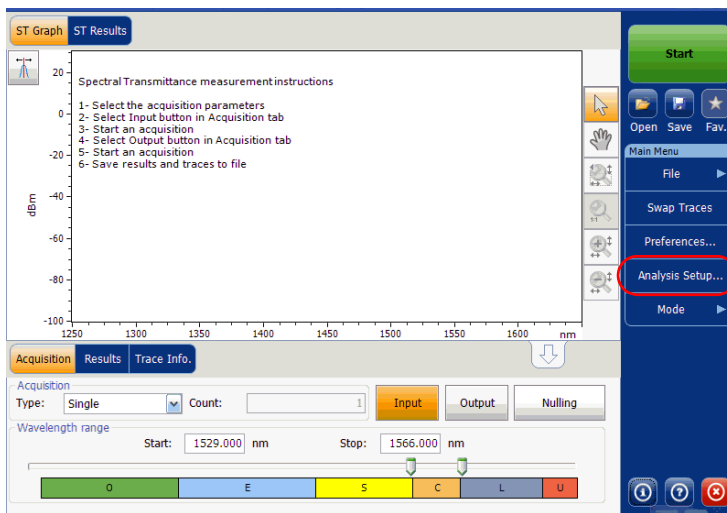 ST Graph ST Results
Start
Open Save Fav.
Main Menu
File
Swap Traces
Preferences...
Analysis Setup...
Mode
Spectral Transmittance measurement instructions
1- Select the acquisition parameters
2- Select Input button in Acquisition tab
3- Start an acquisition
4- Select Output button in Acquisition tab
5- Start an acquisition
6- Save results and traces to file
dBm
20
0
-20
-40
-60
-80
-100
1250 1300 1350 1400 1450 1500 1550 1600 nm
Acquisition Results Trace Info.
Acquisition
Type: Single Count: 1 Input Output Nulling
Wavelength range
Start: 1529.000 nm Stop: 1566.000 nm
O E S C L U